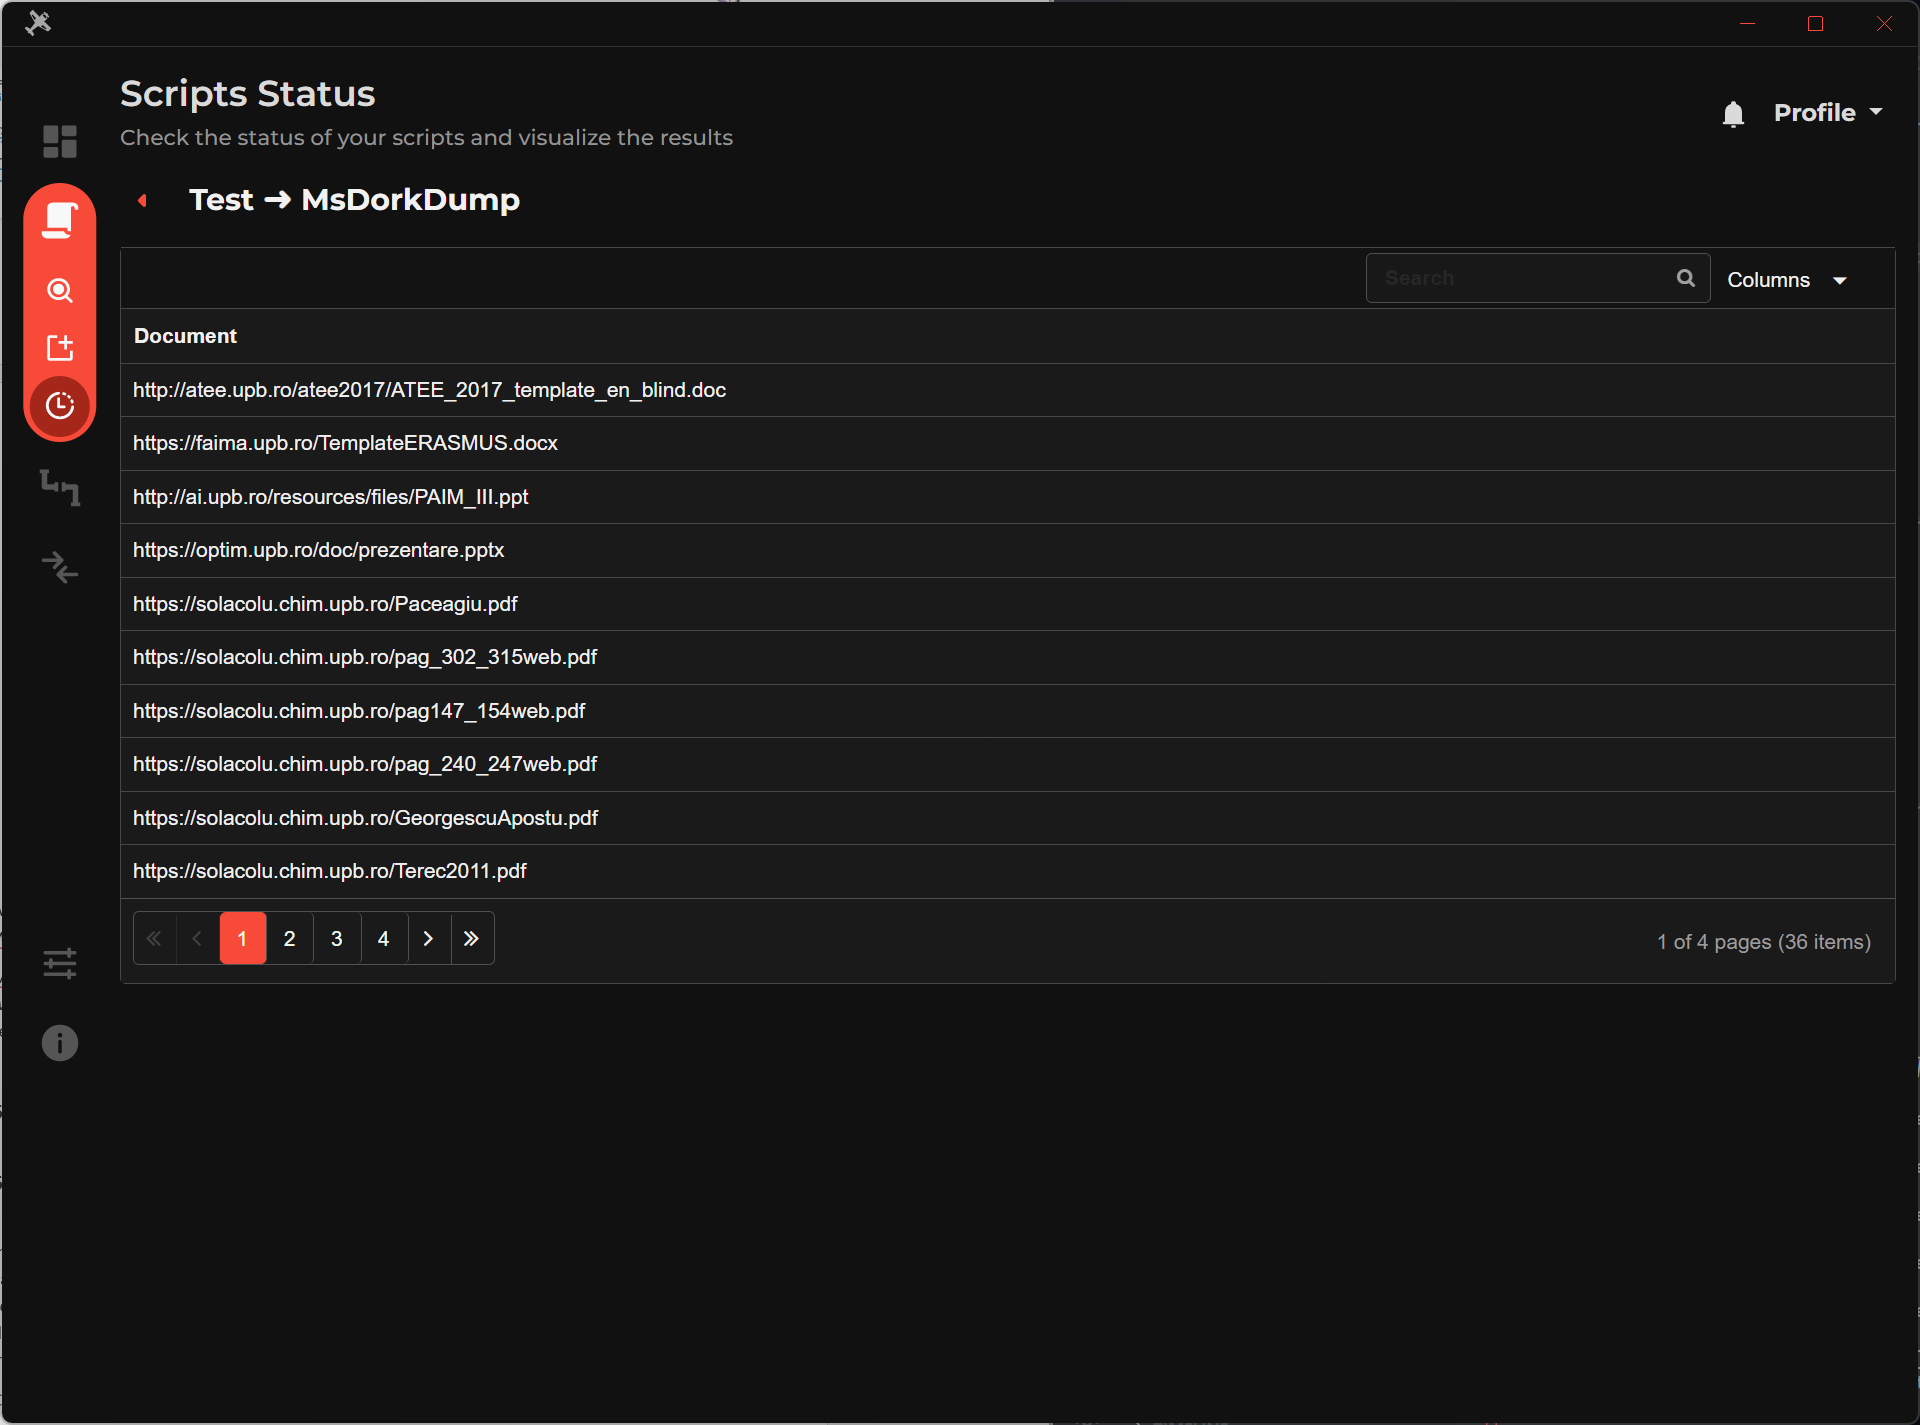 Scripts Status
Check the status of your scripts and visualize the results
Profile
Test ➜ MsDorkDump
Search
Columns
Document
http://atee.upb.ro/atee2017/ATEE_2017_template_en_blind.doc
https://faima.upb.ro/TemplateERASMUS.docx
http://ai.upb.ro/resources/files/PAIM_III.ppt
https://optim.upb.ro/doc/prezentare.pptx
https://solacolu.chim.upb.ro/Paceagiu.pdf
https://solacolu.chim.upb.ro/pag_302_315web.pdf
https://solacolu.chim.upb.ro/pag147_154web.pdf
https://solacolu.chim.upb.ro/pag_240_247web.pdf
https://solacolu.chim.upb.ro/GeorgescuApostu.pdf
https://solacolu.chim.upb.ro/Terec2011.pdf
« ‹ 1 2 3 4 › »
1 of 4 pages (36 items)